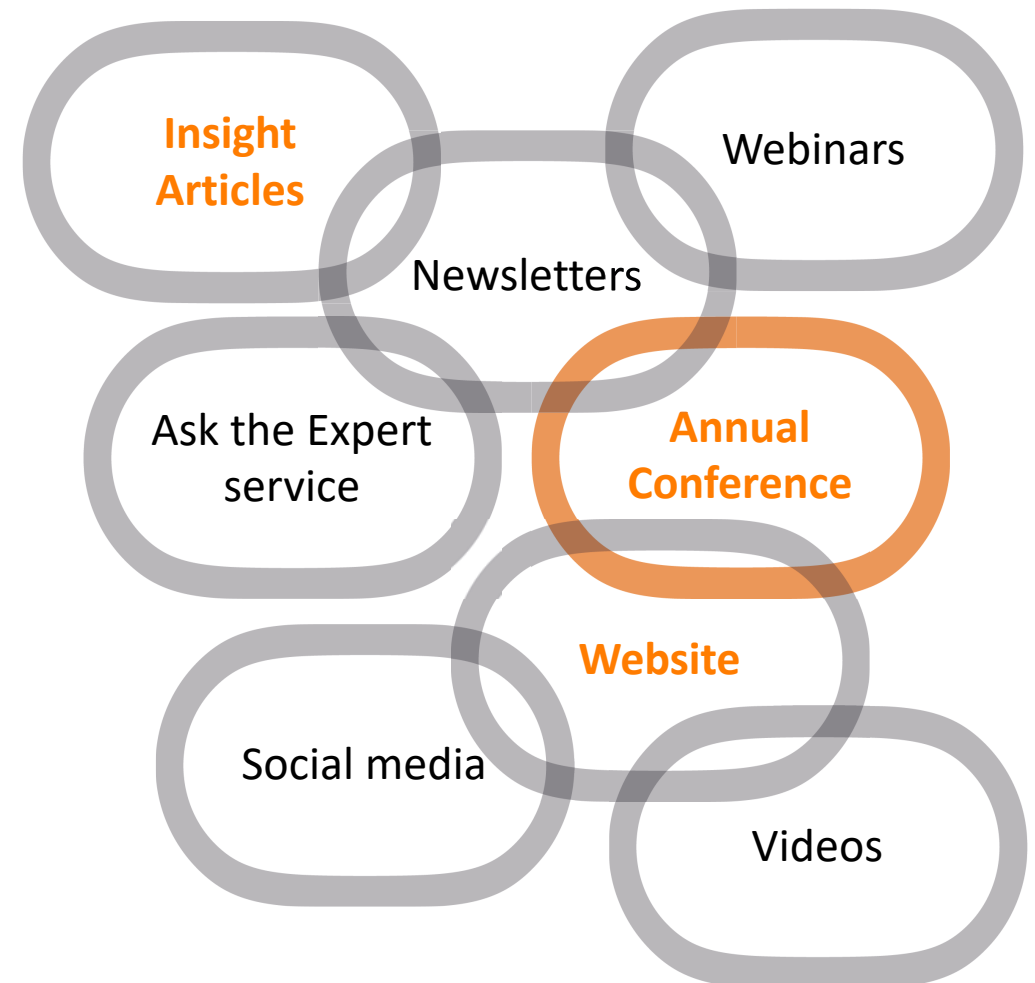 Insight
Articles
Webinars
Newsletters
Ask the Expert
service
Annual
Conference
Website
Social media
Videos